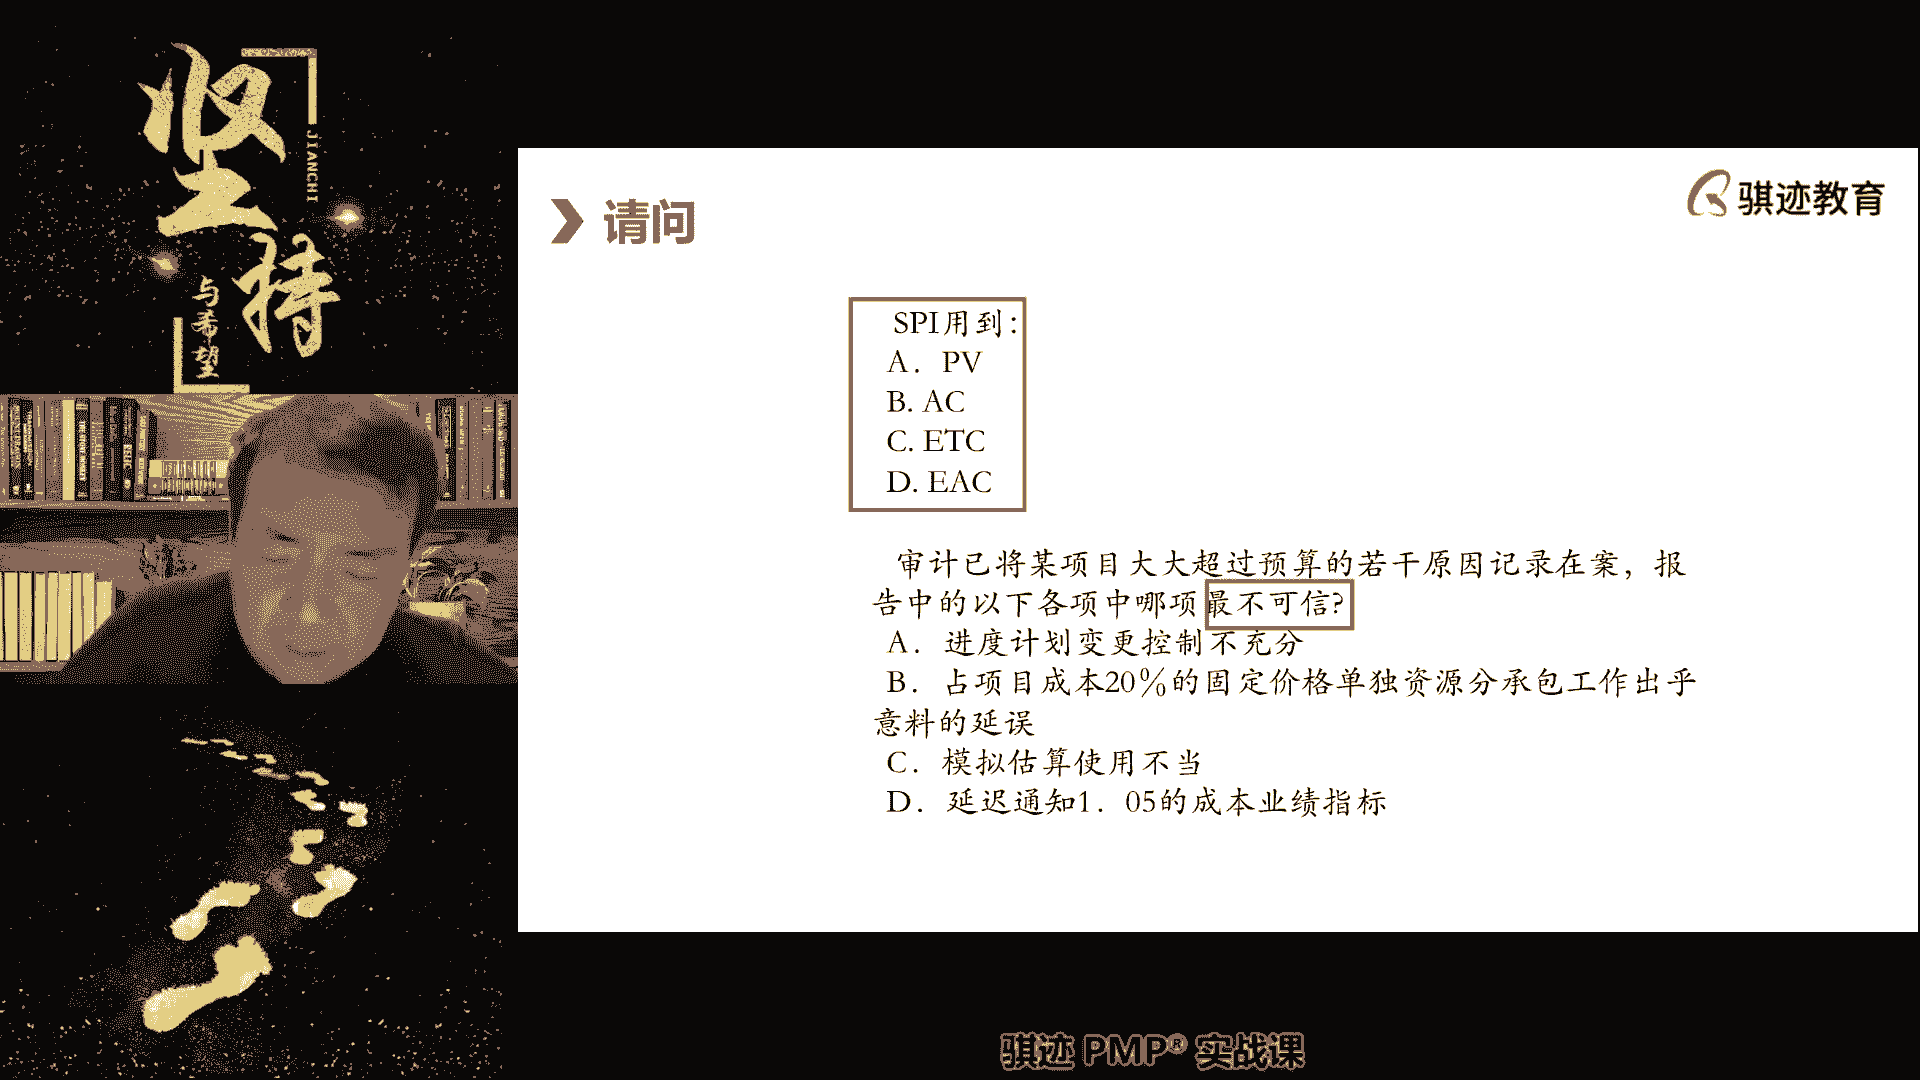 坚持
JIANCHI
与希望
请问
骐迹教育
SPI用到：
A．PV
B. AC
C. ETC
D. EAC
审计已将某项目大大超过预算的若干原因记录在案，报
告中的以下各项中哪项最不可信?
A．进度计划变更控制不充分
B．占项目成本20%的固定价格单独资源分承包工作出乎
意料的延误
C．模拟估算使用不当
D．延迟通知1．05的成本业绩指标
骐迹 PMP® 实战课